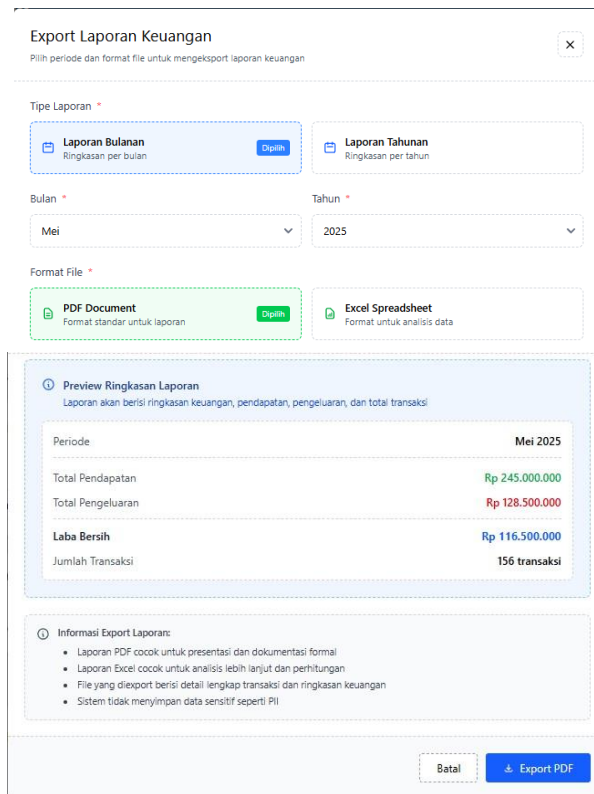 Export Laporan Keuangan
Pilih periode dan format file untuk mengeksport laporan keuangan
Tipe Laporan *
Laporan Bulanan
Ringkasan per bulan
Dipilih
Laporan Tahunan
Ringkasan per tahun
Bulan *
Tahun *
Mei
2025
Format File *
PDF Document
Format standar untuk laporan
Dipilih
Excel Spreadsheet
Format untuk analisis data
Preview Ringkasan Laporan
Laporan akan berisi ringkasan keuangan, pendapatan, pengeluaran, dan total transaksi
Periode Mei 2025
Total Pendapatan Rp 245.000.000
Total Pengeluaran Rp 128.500.000
Laba Bersih Rp 116.500.000
Jumlah Transaksi 156 transaksi
Informasi Export Laporan:
• Laporan PDF cocok untuk presentasi dan dokumentasi formal
• Laporan Excel cocok untuk analisis lebih lanjut dan perhitungan
• File yang diexport berisi detail lengkap transaksi dan ringkasan keuangan
• Sistem tidak menyimpan data sensitif seperti PII
Batal
Export PDF